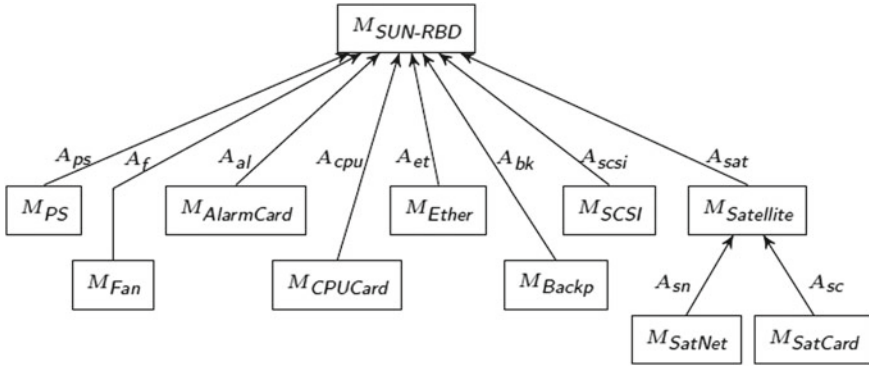 M_SUN-RBD
A_ps A_f A_al A_cpu A_et A_bk A_scsi A_sat
M_PS M_AlarmCard M_Ether M_SCSI M_Satellite
M_Fan M_CPUCard M_Backp A_sn A_sc
M_SatNet M_SatCard